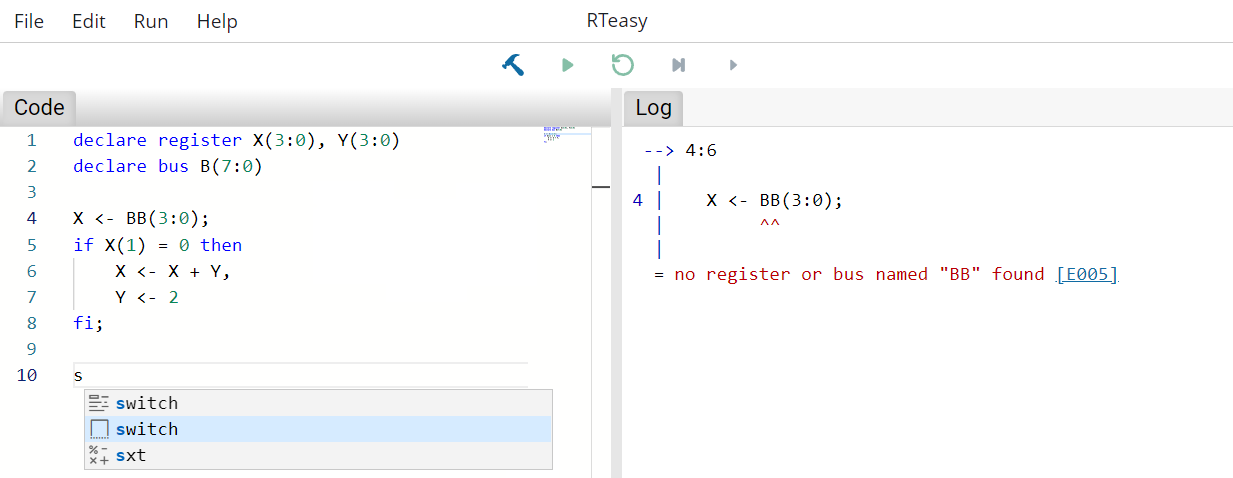 File Edit Run Help RTeasy
Code
1 declare register X(3:0), Y(3:0)
2 declare bus B(7:0)
3
4 X <- BB(3:0);
5 if X(1) = 0 then
6 X <- X + Y,
7 Y <- 2
8 fi;
9
10 s
switch
switch
sxt
Log
--> 4:6
|
4 | X <- BB(3:0);
| ^^
|
= no register or bus named "BB" found [E005]